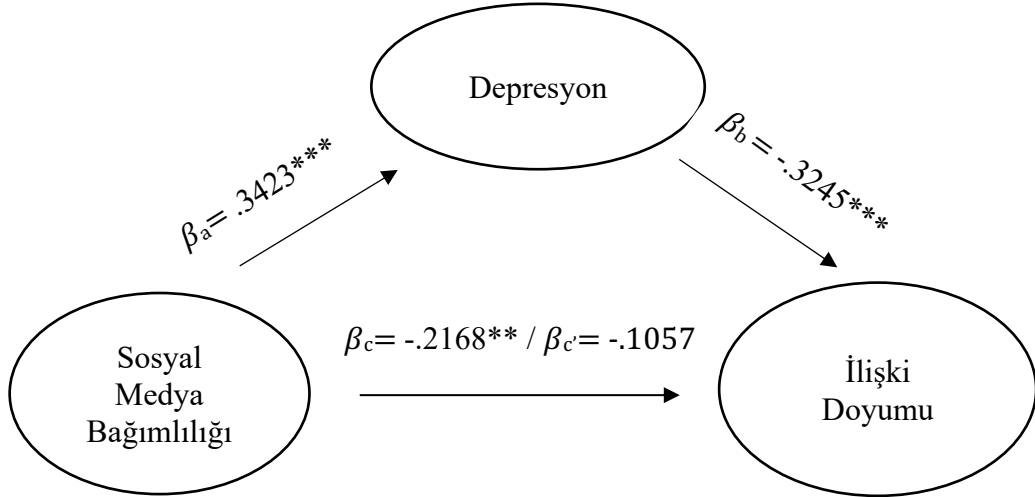 Depresyon
βa= .3423***
βb = -.3245***
βc= -.2168** / βc’= -.1057
Sosyal
Medya
Bağımlılığı
İlişki
Doyumu